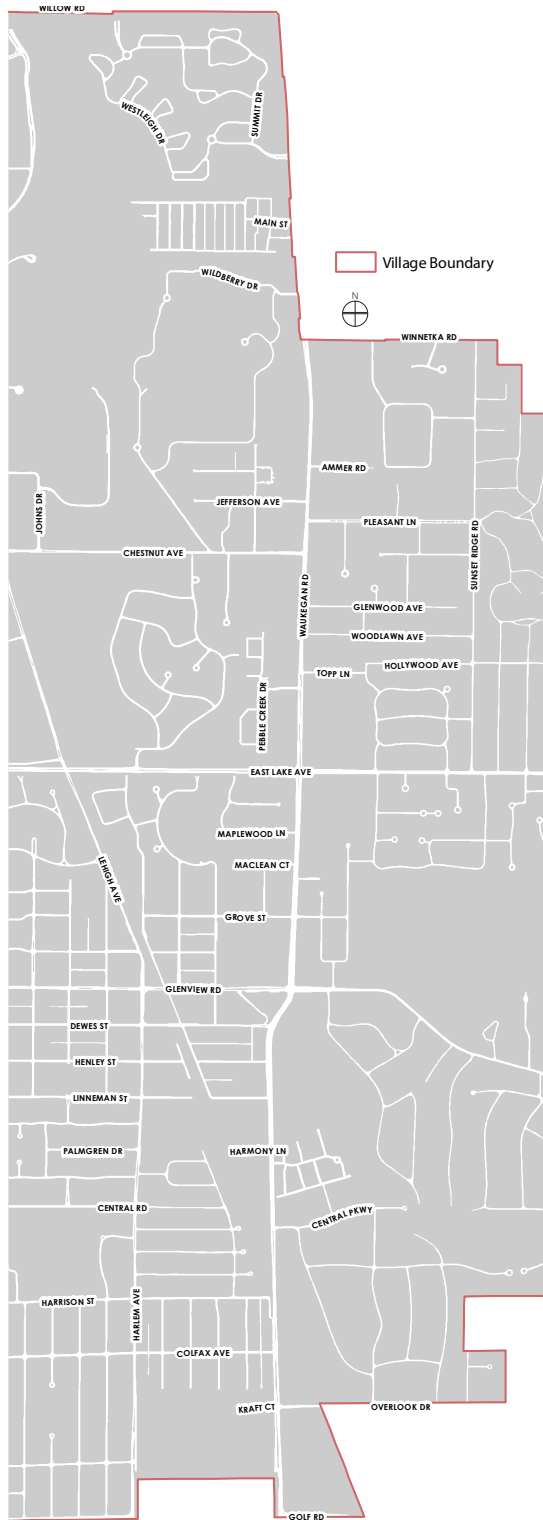 WILLOW RD
WESTLEIGH DR
SUMMIT DR
MAIN ST
Village Boundary
WILDBERRY DR
N
WINNETKA RD
AMMER RD
JEFFERSON AVE
JOHNS DR
PLEASANT LN
SUNSET RIDGE RD
CHESTNUT AVE
WAUKEGAN RD
GLENWOOD AVE
WOODLAWN AVE
HOLLYWOOD AVE
TOPP LN
PEBBLE CREEK DR
EAST LAKE AVE
MAPLEWOOD LN
MACLEAN CT
LEHIGH AVE
GROVE ST
GLENVIEW RD
DEWES ST
HENLEY ST
LINNEMAN ST
PALMGREN DR
HARMONY LN
CENTRAL RD
CENTRAL PKWY
HARRISON ST
HARLEM AVE
COLFAX AVE
KRAFT CT
OVERLOOK DR
GOLF RD